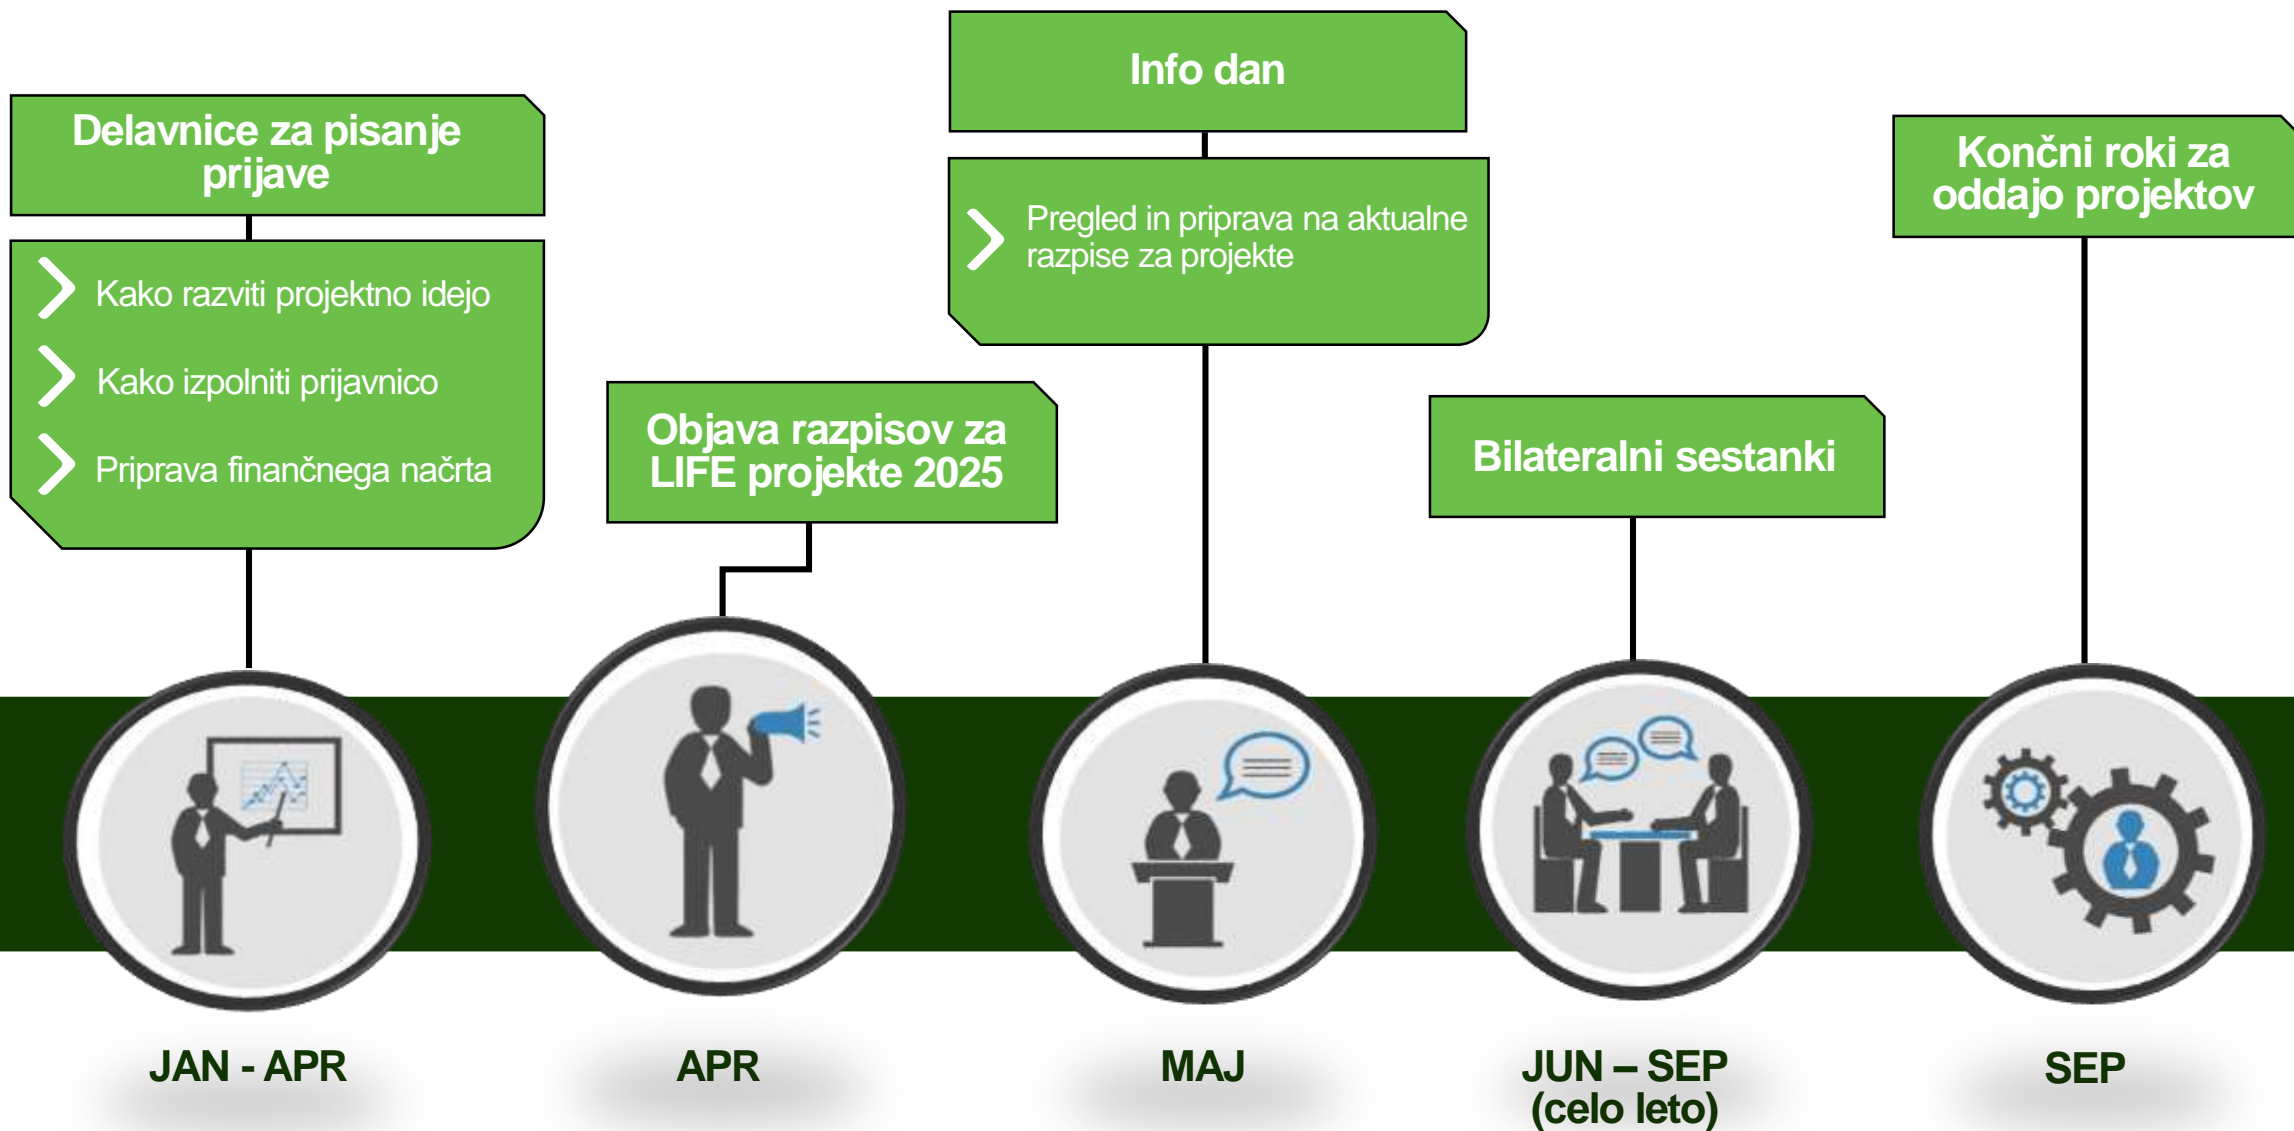 Delavnice za pisanje
prijave
Kako razviti projektno idejo
Kako izpolniti prijavnico
Priprava finančnega načrta
JAN - APR
Objava razpisov za
LIFE projekte 2025
APR
Info dan
Pregled in priprava na aktualne
razpise za projekte
MAJ
Bilateralni sestanki
JUN – SEP
(celo leto)
Končni roki za
oddajo projektov
SEP